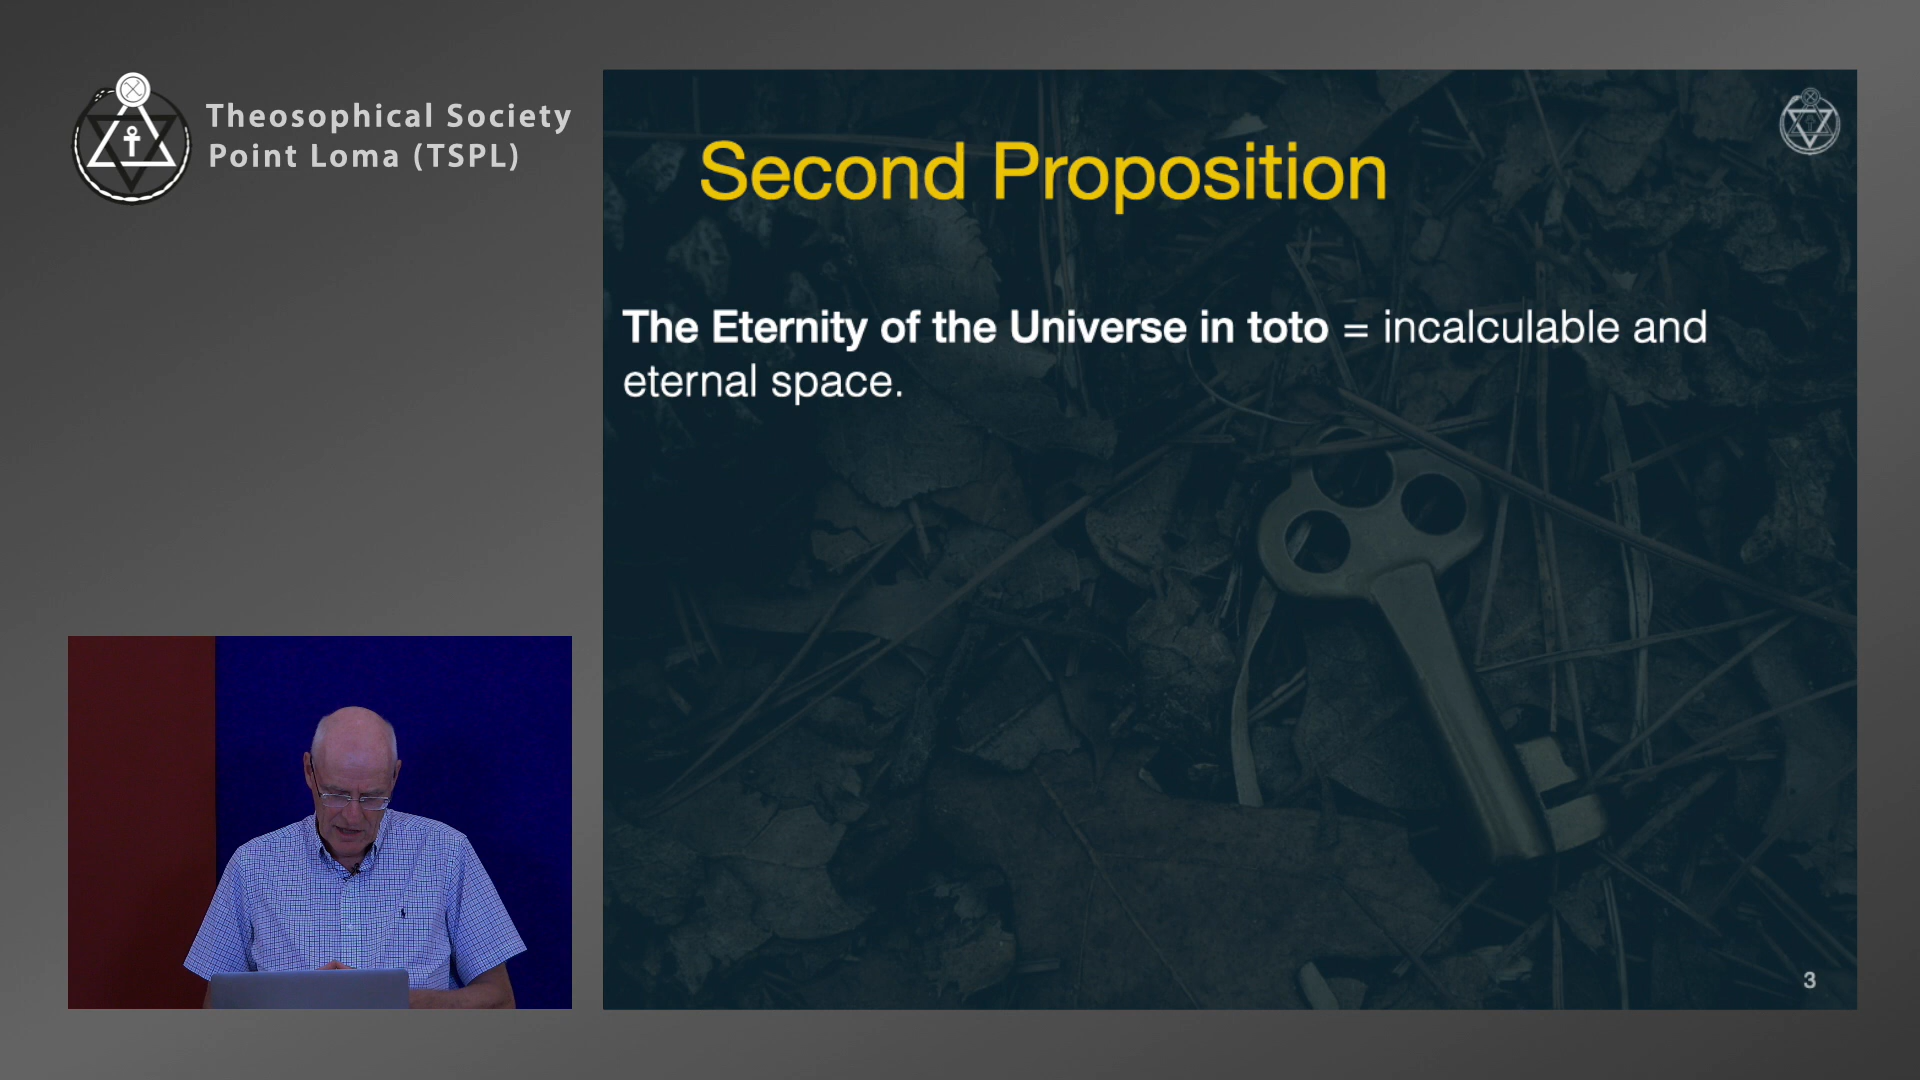 Theosophical Society
Point Loma (TSPL)
Second Proposition
The Eternity of the Universe in toto = incalculable and
eternal space.
3